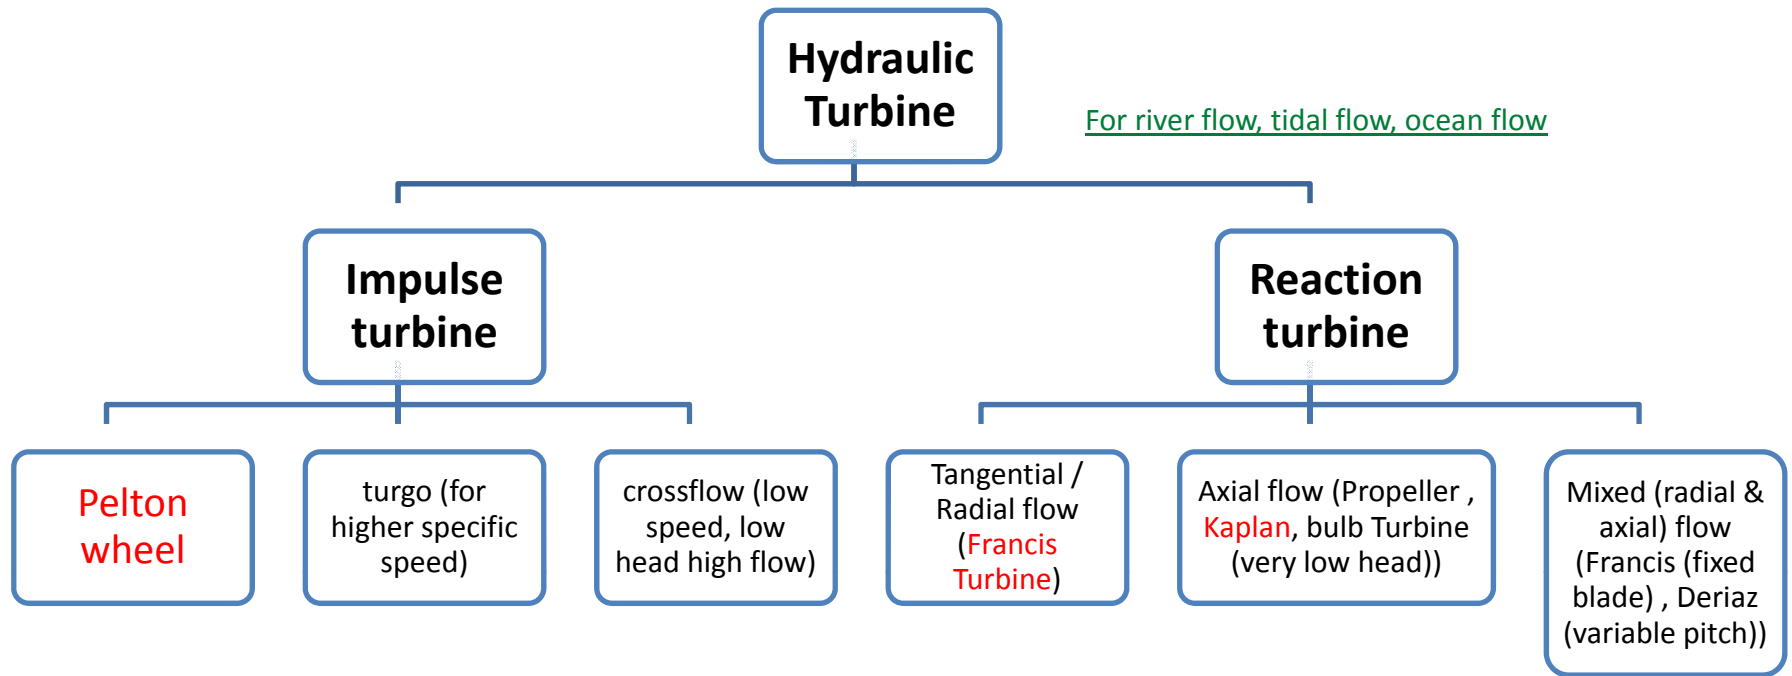 Hydraulic
Turbine
For river flow, tidal flow, ocean flow
Impulse
turbine
Reaction
turbine
Pelton
wheel
turgo (for
higher specific
speed)
crossflow (low
speed, low
head high flow)
Tangential /
Radial flow
(Francis
Turbine)
Axial flow (Propeller ,
Kaplan, bulb Turbine
(very low head))
Mixed (radial &
axial) flow
(Francis (fixed
blade) , Deriaz
(variable pitch))